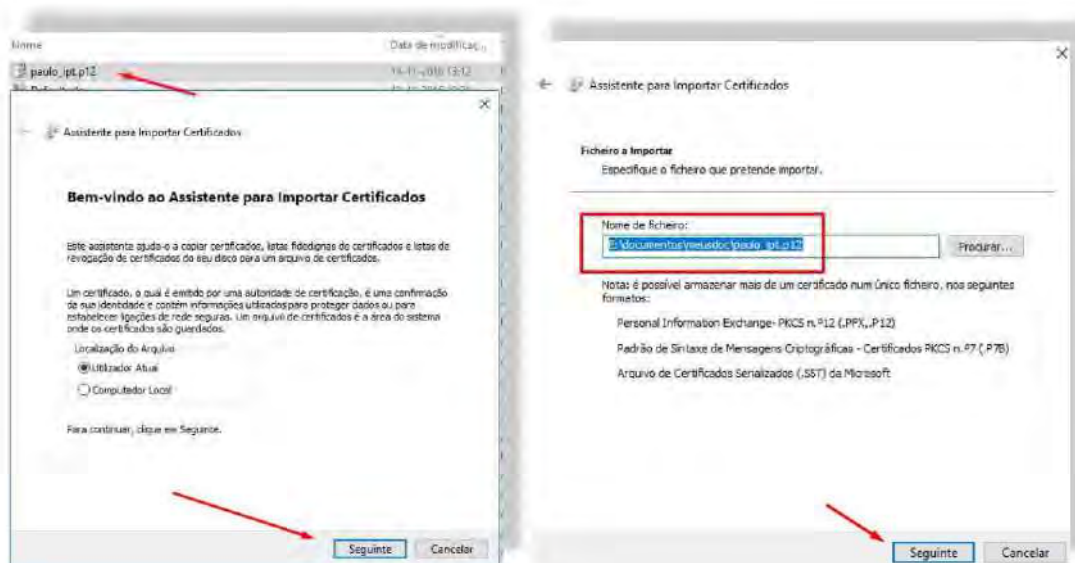 Nome
Data de modificaç...
paulo_ipt.p12
Assistente para Importar Certificados
Bem-vindo ao Assistente para Importar Certificados
Este assistente ajuda-o a copiar certificados, listas fidedignas de certificados e listas de
revogação de certificados do seu disco para um arquivo de certificados.
Um certificado, o qual é emitido por uma autoridade de certificação, é uma confirmação
da sua identidade e contém informações utilizadas para proteger dados ou para
estabelecer ligações de rede seguras. Um arquivo de certificados é a área do sistema
onde os certificados são guardados.
Localização do Arquivo
Utilizador Atual
Computador Local
Para continuar, clique em Seguinte.
Seguinte
Cancelar
Assistente para Importar Certificados
Ficheiro a Importar
Especifique o ficheiro que pretende importar.
Nome de ficheiro:
E:\documentos\meusdoc\paulo_ipt.p12
Procurar...
Nota: é possível armazenar mais de um certificado num único ficheiro, nos seguintes
formatos:
Personal Information Exchange- PKCS n.º12 (.PFX,.P12)
Padrão de Sintaxe de Mensagens Criptográficas - Certificados PKCS n.º7 (.P7B)
Arquivo de Certificados Serializados (.SST) da Microsoft
Seguinte
Cancelar